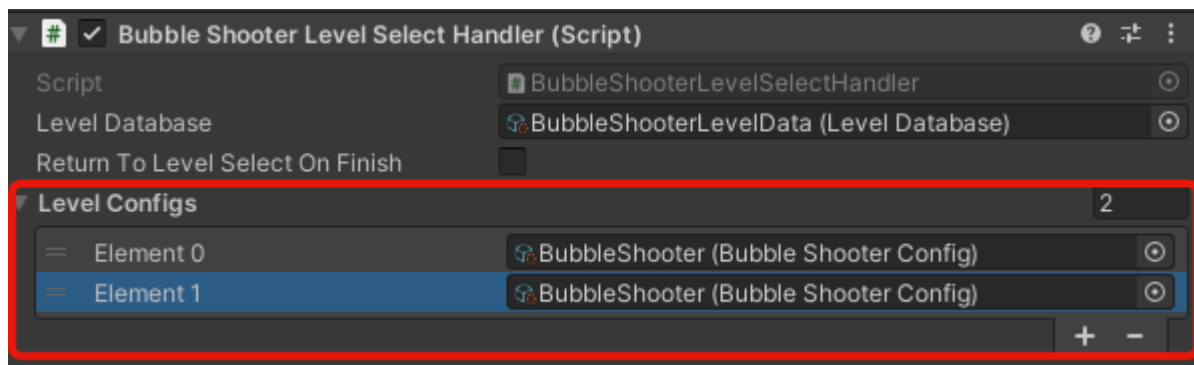 Bubble Shooter Level Select Handler (Script)
Script BubbleShooterLevelSelectHandler
Level Database BubbleShooterLevelData (Level Database)
Return To Level Select On Finish
Level Configs 2
Element 0 BubbleShooter (Bubble Shooter Config)
Element 1 BubbleShooter (Bubble Shooter Config)
+ −